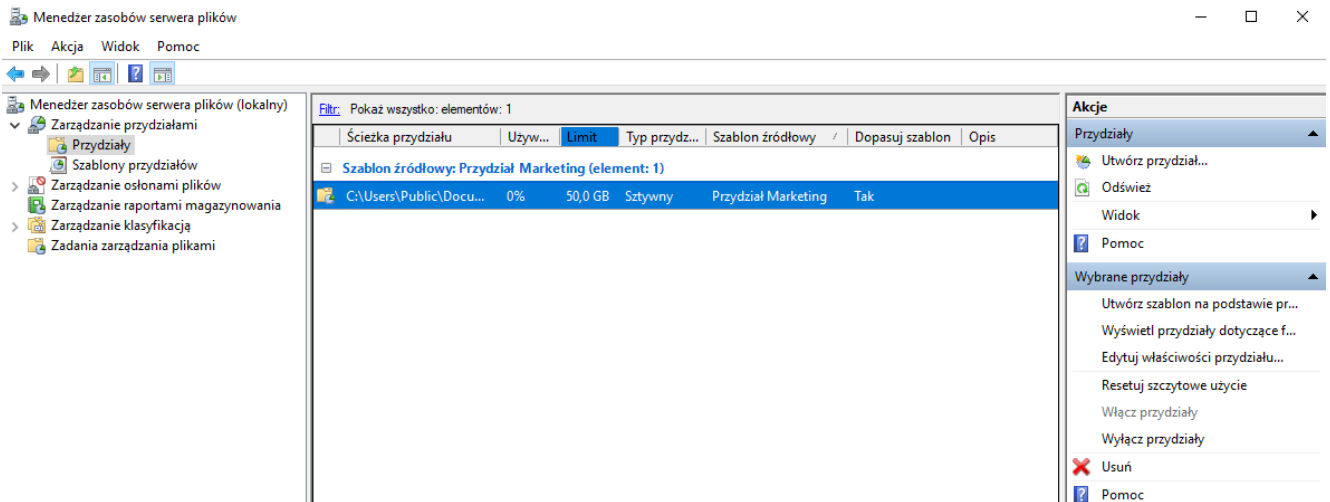 Menedżer zasobów serwera plików
Plik Akcja Widok Pomoc
Menedżer zasobów serwera plików (lokalny)
Zarządzanie przydziałami
Przydziały
Szablony przydziałów
Zarządzanie osłonami plików
Zarządzanie raportami magazynowania
Zarządzanie klasyfikacją
Zadania zarządzania plikami
Filtr: Pokaż wszystko: elementów: 1
Ścieżka przydziału Używ... Limit Typ przydz... Szablon źródłowy Dopasuj szablon Opis
Szablon źródłowy: Przydział Marketing (element: 1)
C:\Users\Public\Docu... 0% 50,0 GB Sztywny Przydział Marketing Tak
Akcje
Przydziały
Utwórz przydział...
Odśwież
Widok
Pomoc
Wybrane przydziały
Utwórz szablon na podstawie pr...
Wyświetl przydziały dotyczące f...
Edytuj właściwości przydziału...
Resetuj szczytowe użycie
Włącz przydziały
Wyłącz przydziały
Usuń
Pomoc